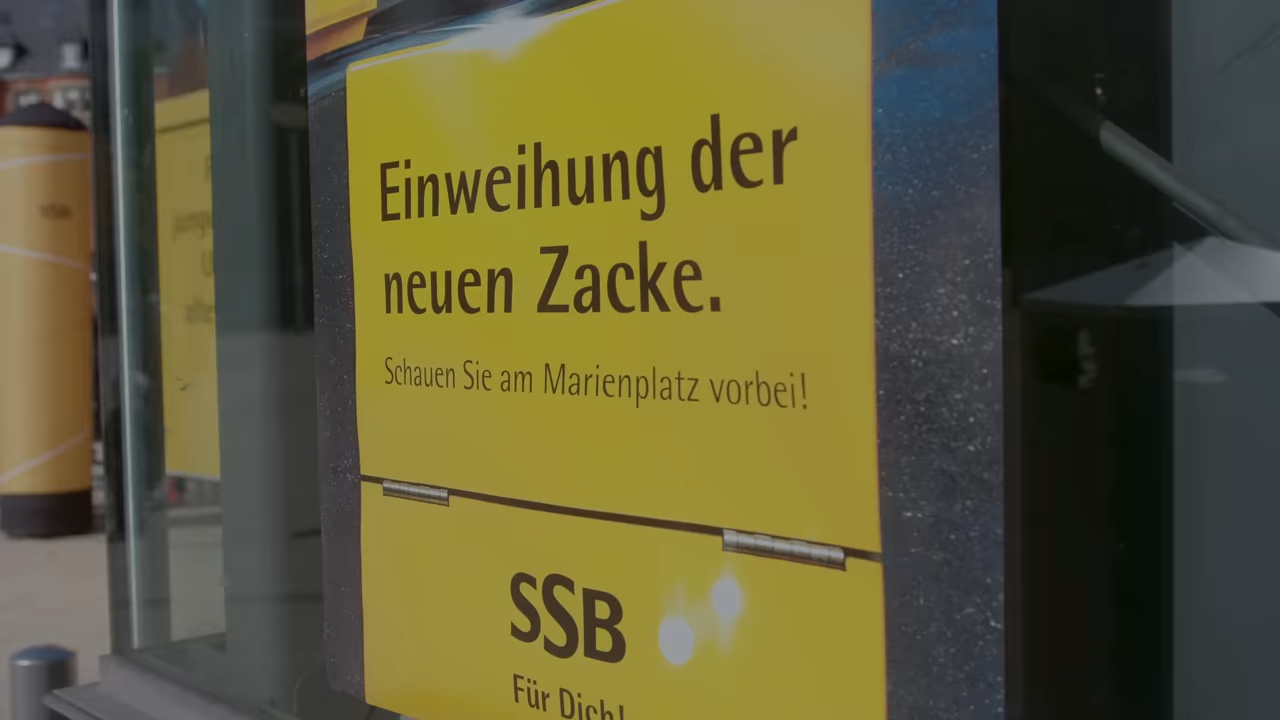 Einweihung der
neuen Zacke.
Schauen Sie am Marienplatz vorbei!
SSB
Für Dich!